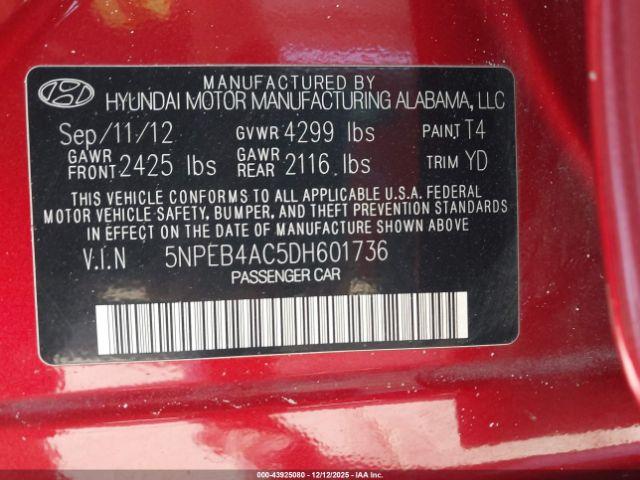 MANUFACTURED BY
HYUNDAI MOTOR MANUFACTURING ALABAMA, LLC
Sep/11/12 GVWR 4299 lbs PAINT T4
GAWR FRONT 2425 lbs GAWR REAR 2116 lbs TRIM YD
THIS VEHICLE CONFORMS TO ALL APPLICABLE U.S.A. FEDERAL
MOTOR VEHICLE SAFETY, BUMPER, AND THEFT PREVENTION
STANDARDS IN EFFECT ON THE DATE OF MANUFACTURE SHOWN ABOVE
V.I.N 5NPEB4AC5DH601736
PASSENGER CAR
000-43925080 - 12/12/2025 - IAAI.COM